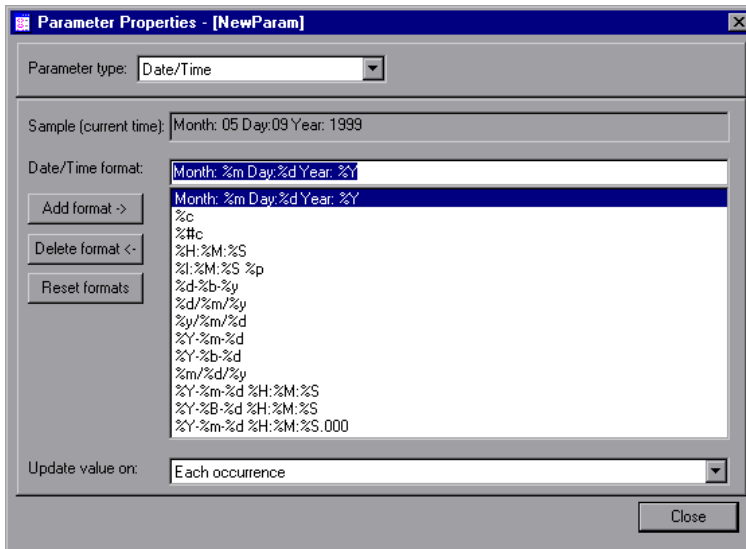 Parameter Properties - [NewParam]
Parameter type: Date/Time
Sample (current time): Month: 05 Day:09 Year: 1999
Date/Time format: Month: %m Day:%d Year: %Y
Month: %m Day:%d Year: %Y
Add format ->
%c
%#c
Delete format <-
%H:%M:%S
%I:%M:%S %p
Reset formats
%d-%b-%y
%d/%m/%y
%y/%m/%d
%Y-%m-%d
%Y-%b-%d
%m/%d/%y
%Y-%m-%d %H:%M:%S
%Y-%B-%d %H:%M:%S
%Y-%m-%d %H:%M:%S.000
Update value on: Each occurrence
Close